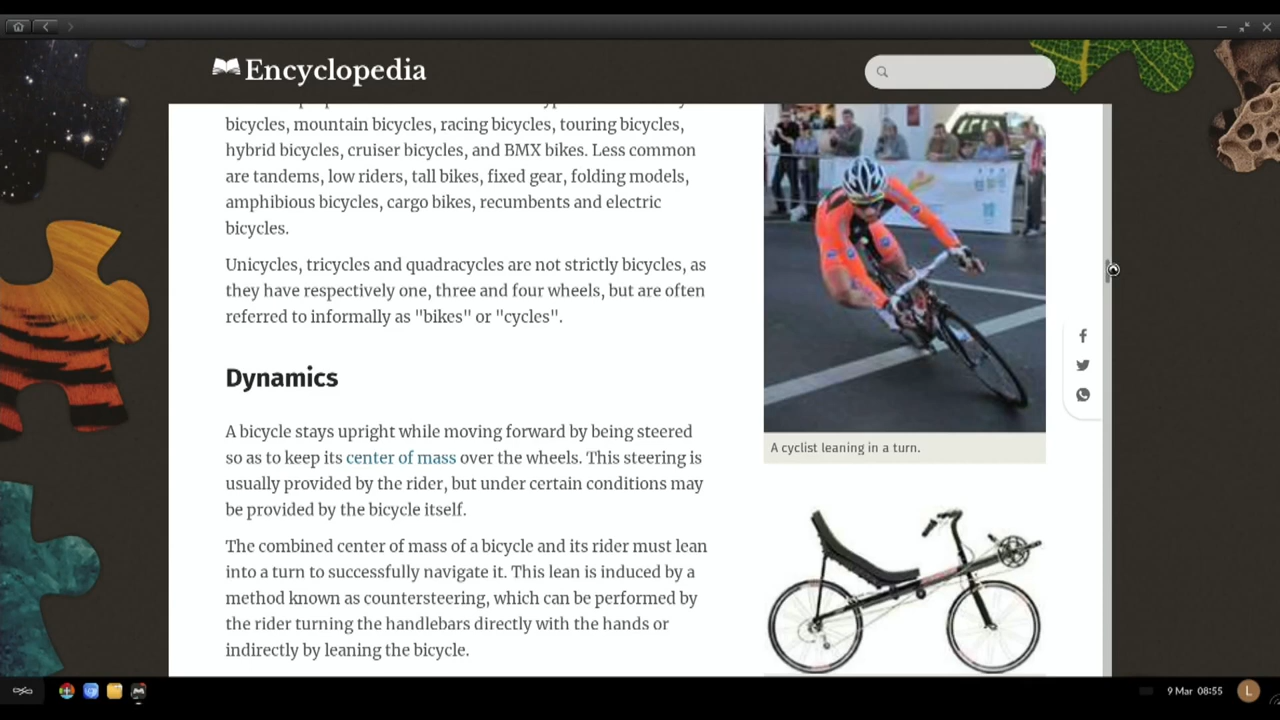 Encyclopedia
bicycles, mountain bicycles, racing bicycles, touring bicycles,
hybrid bicycles, cruiser bicycles, and BMX bikes. Less common
are tandems, low riders, tall bikes, fixed gear, folding models,
amphibious bicycles, cargo bikes, recumbents and electric
bicycles.
Unicycles, tricycles and quadracycles are not strictly bicycles, as
they have respectively one, three and four wheels, but are often
referred to informally as "bikes" or "cycles".
Dynamics
A bicycle stays upright while moving forward by being steered
so as to keep its center of mass over the wheels. This steering is
usually provided by the rider, but under certain conditions may
be provided by the bicycle itself.
The combined center of mass of a bicycle and its rider must lean
into a turn to successfully navigate it. This lean is induced by a
method known as countersteering, which can be performed by
the rider turning the handlebars directly with the hands or
indirectly by leaning the bicycle.
A cyclist leaning in a turn.
9 Mar 08:55
L